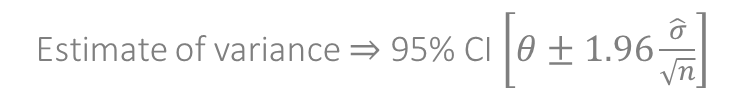 Estimate of variance ⇒ 95% CI [θ ± 1.96 σ̂/√n]